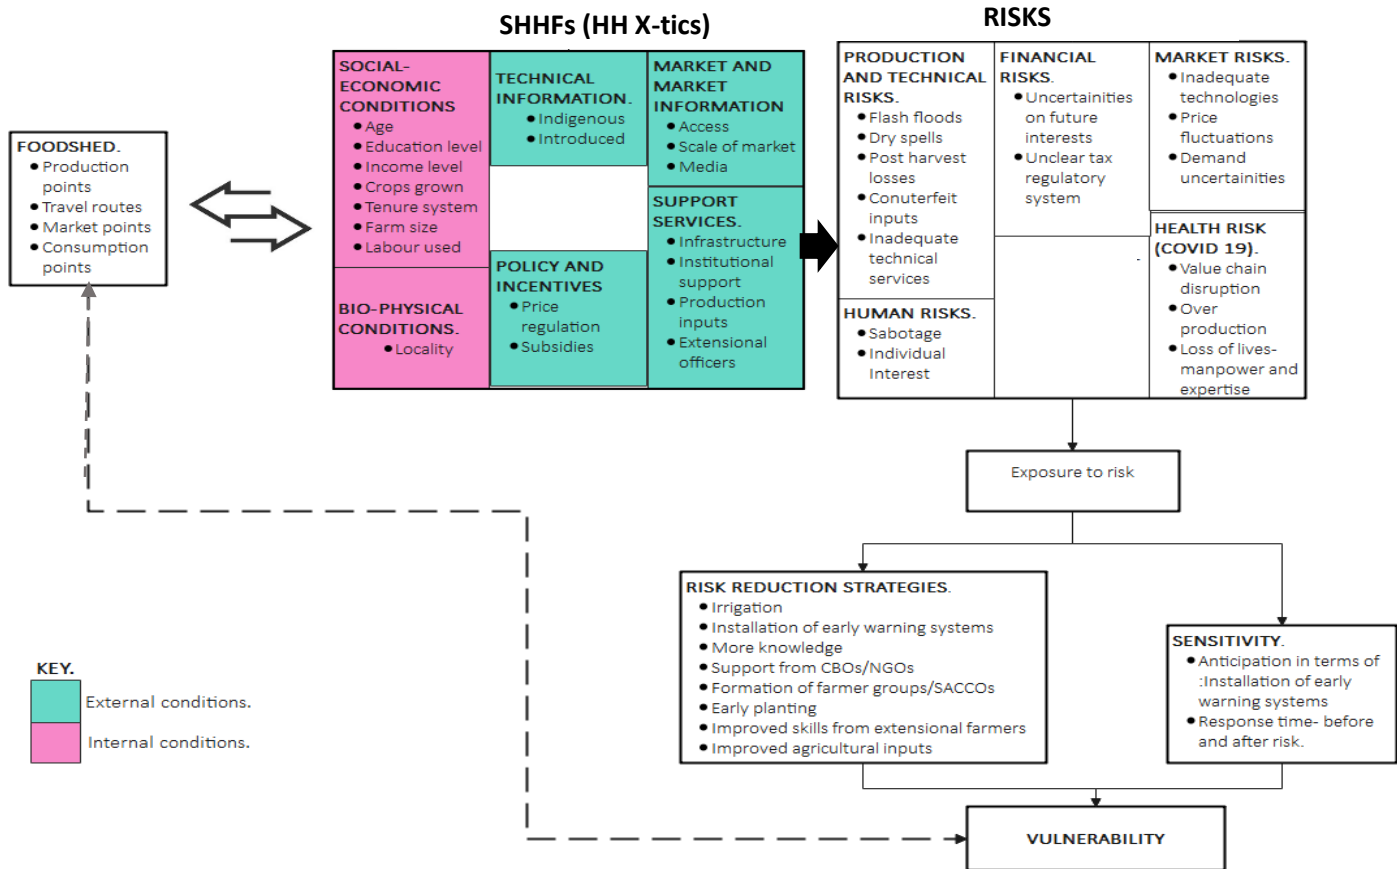 SHHFs (HH X-tics)
RISKS
FOODSHED.
● Production
points
● Travel routes
● Market points
● Consumption
points
SOCIAL-
ECONOMIC
CONDITIONS
● Age
● Education level
● Income level
● Crops grown
● Tenure system
● Farm size
● Labour used
BIO-PHYSICAL
CONDITIONS.
● Locality
TECHNICAL
INFORMATION.
● Indigenous
● Introduced
POLICY AND
INCENTIVES
● Price
regulation
● Subsidies
MARKET AND
MARKET
INFORMATION
● Access
● Scale of market
● Media
SUPPORT
SERVICES.
● Infrastructure
● Institutional
support
● Production
inputs
● Extensional
officers
PRODUCTION
AND TECHNICAL
RISKS.
● Flash floods
● Dry spells
● Post harvest
losses
● Conuterfeit
inputs
● Inadequate
technical
services
HUMAN RISKS.
● Sabotage
● Individual
Interest
FINANCIAL
RISKS.
● Uncertainities
on future
interests
● Unclear tax
regulatory
system
MARKET RISKS.
● Inadequate
technologies
● Price
fluctuations
● Demand
uncertainities
HEALTH RISK
(COVID 19).
● Value chain
disruption
● Over
production
● Loss of lives-
manpower and
expertise
Exposure to risk
RISK REDUCTION STRATEGIES.
● Irrigation
● Installation of early warning systems
● More knowledge
● Support from CBOs/NGOs
● Formation of farmer groups/SACCOs
● Early planting
● Improved skills from extensional farmers
● Improved agricultural inputs
SENSITIVITY.
● Anticipation in terms of
:Installation of early
warning systems
● Response time- before
and after risk.
KEY.
External conditions.
Internal conditions.
VULNERABILITY